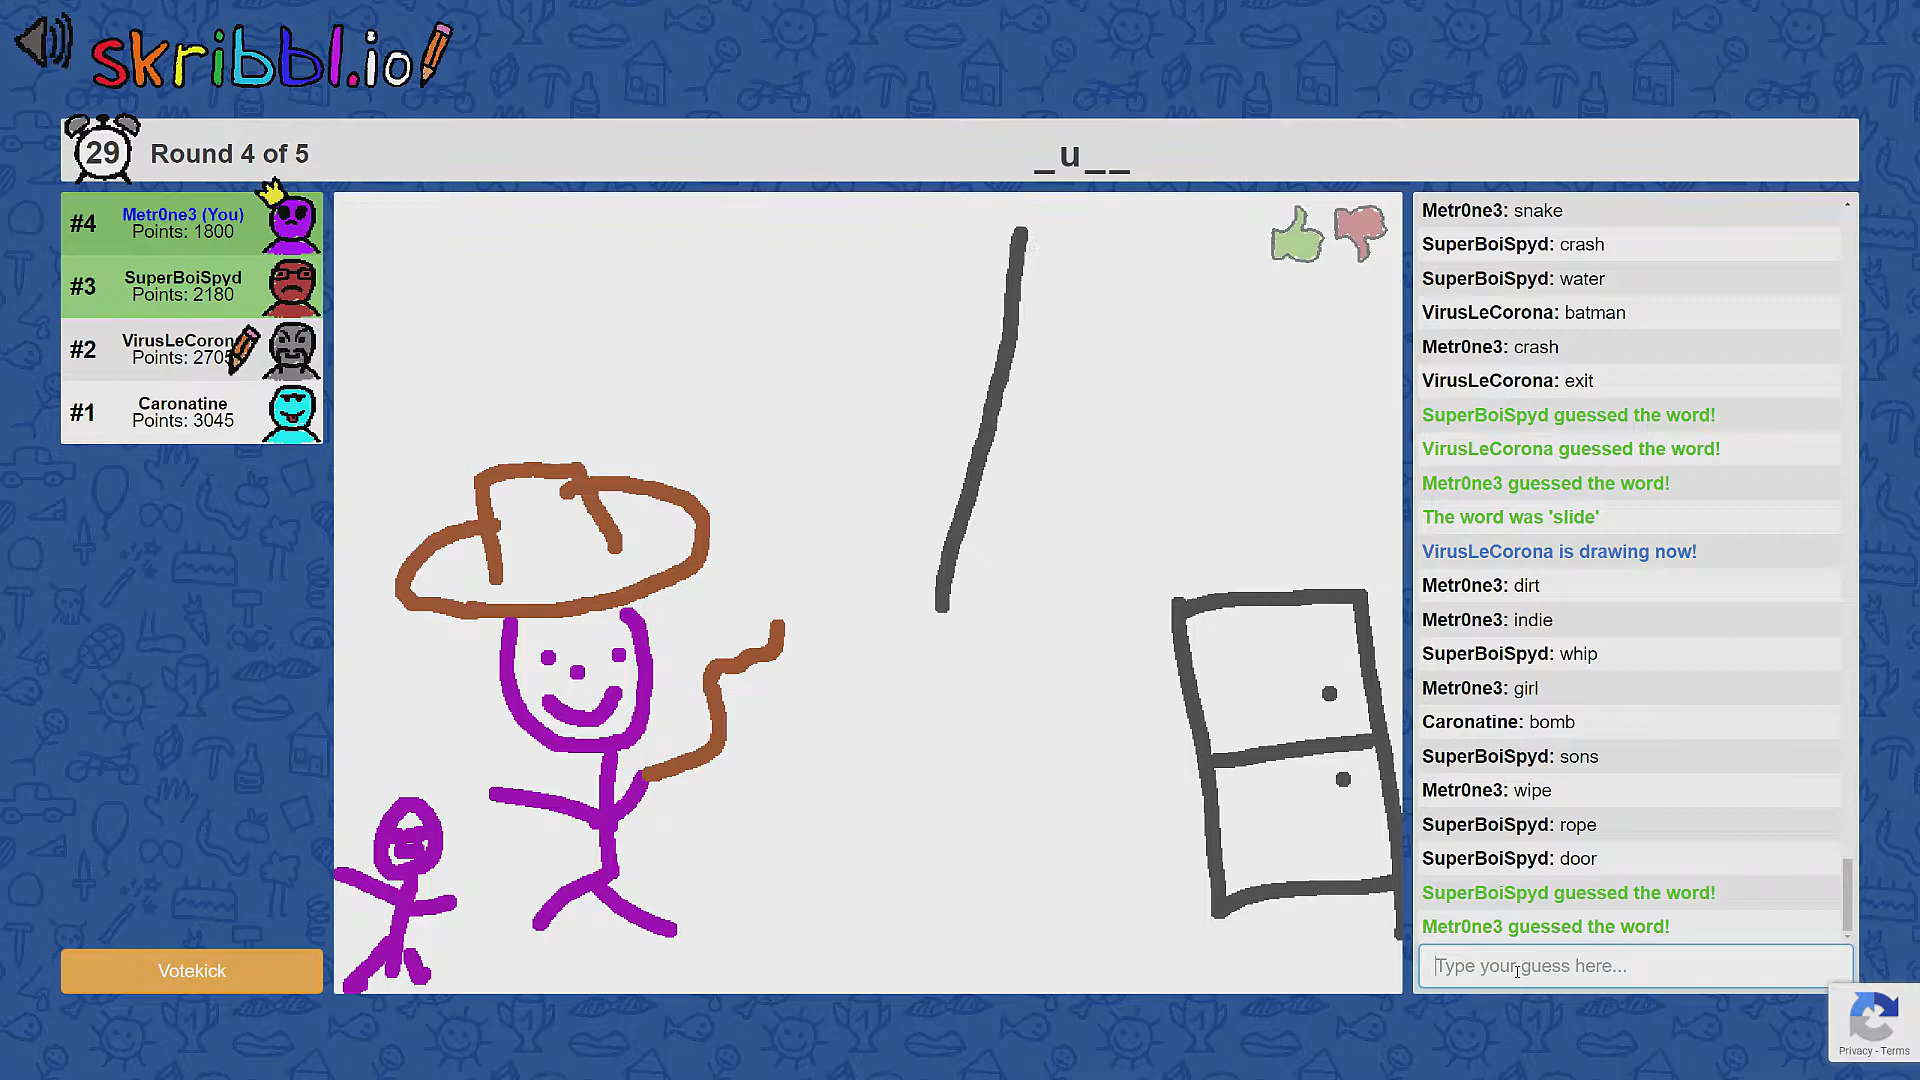 skribbl.io
29
Round 4 of 5
_u__
#4
Metr0ne3 (You)
Points: 1800
#3
SuperBoiSpyd
Points: 2180
#2
VirusLeCoron
Points: 2705
#1
Caronatine
Points: 3045
Votekick
Metr0ne3: snake
SuperBoiSpyd: crash
SuperBoiSpyd: water
VirusLeCorona: batman
Metr0ne3: crash
VirusLeCorona: exit
SuperBoiSpyd guessed the word!
VirusLeCorona guessed the word!
Metr0ne3 guessed the word!
The word was 'slide'
VirusLeCorona is drawing now!
Metr0ne3: dirt
Metr0ne3: indie
SuperBoiSpyd: whip
Metr0ne3: girl
Caronatine: bomb
SuperBoiSpyd: sons
Metr0ne3: wipe
SuperBoiSpyd: rope
SuperBoiSpyd: door
SuperBoiSpyd guessed the word!
Metr0ne3 guessed the word!
Type your guess here...
Privacy - Terms